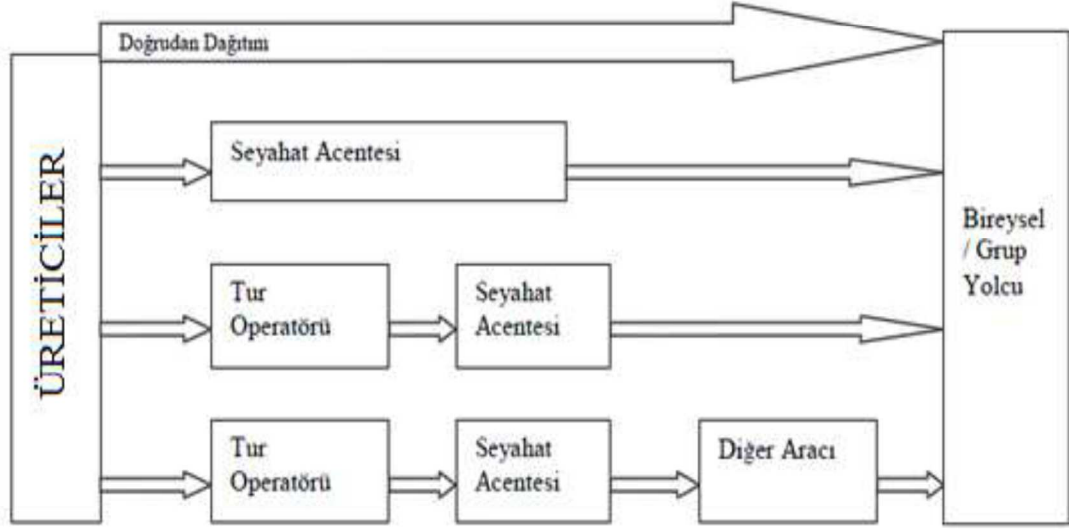 Doğrudan Dağıtım
ÜRETİCİLER
Seyahat Acentesi
Tur
Operatörü
Seyahat
Acentesi
Tur
Operatörü
Seyahat
Acentesi
Diğer Aracı
Bireysel
/ Grup
Yolcu